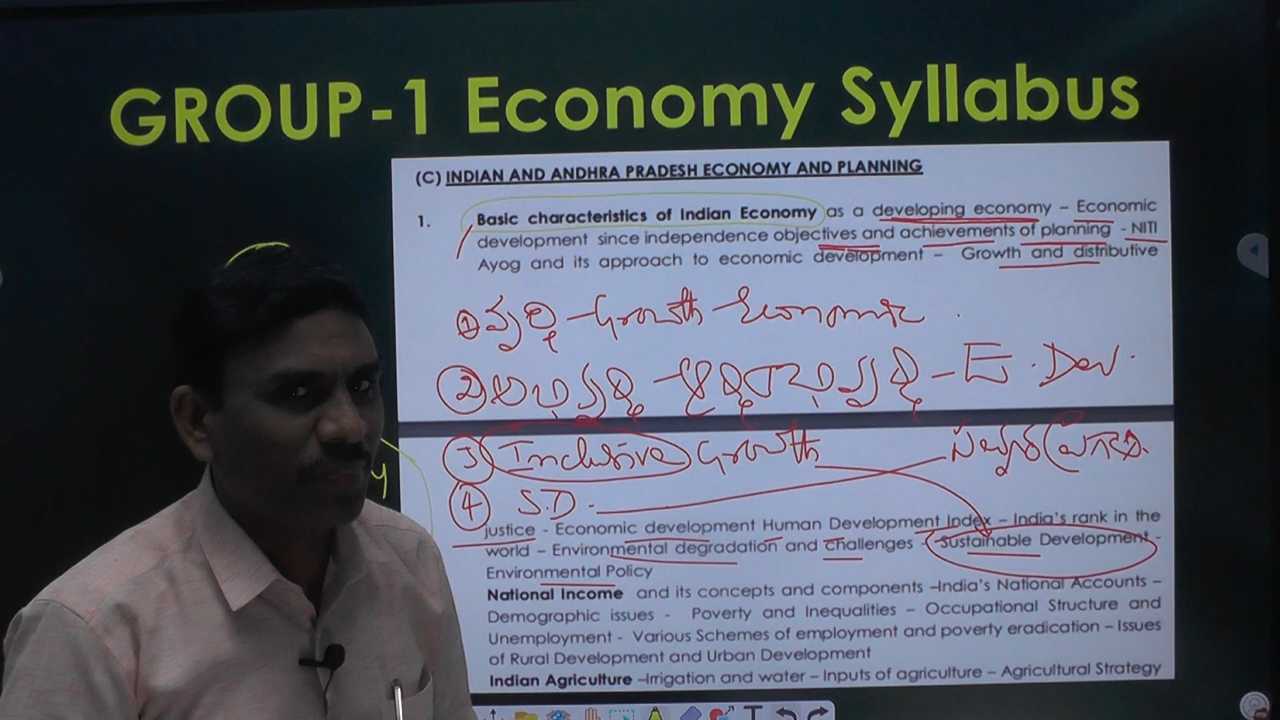 GROUP-1 Economy Syllabus
(C) INDIAN AND ANDHRA PRADESH ECONOMY AND PLANNING
1. Basic characteristics of Indian Economy as a developing economy – Economic
development since independence objectives and achievements of planning - NITI
Ayog and its approach to economic development – Growth and distributive
① వృద్ధి - Growth - Economic
② అభివృద్ధి - ఆర్థికాభివృద్ధి - E. Dev.
③ Inclusive Growth సమ్మిళిత
④ S.D.
justice - Economic development Human Development Index – India's rank in the
world – Environmental degradation and challenges - Sustainable Development -
Environmental Policy
National Income and its concepts and components –India's National Accounts –
Demographic issues - Poverty and Inequalities – Occupational Structure and
Unemployment - Various Schemes of employment and poverty eradication – Issues
of Rural Development and Urban Development
Indian Agriculture –Irrigation and water – Inputs of agriculture – Agricultural Strategy